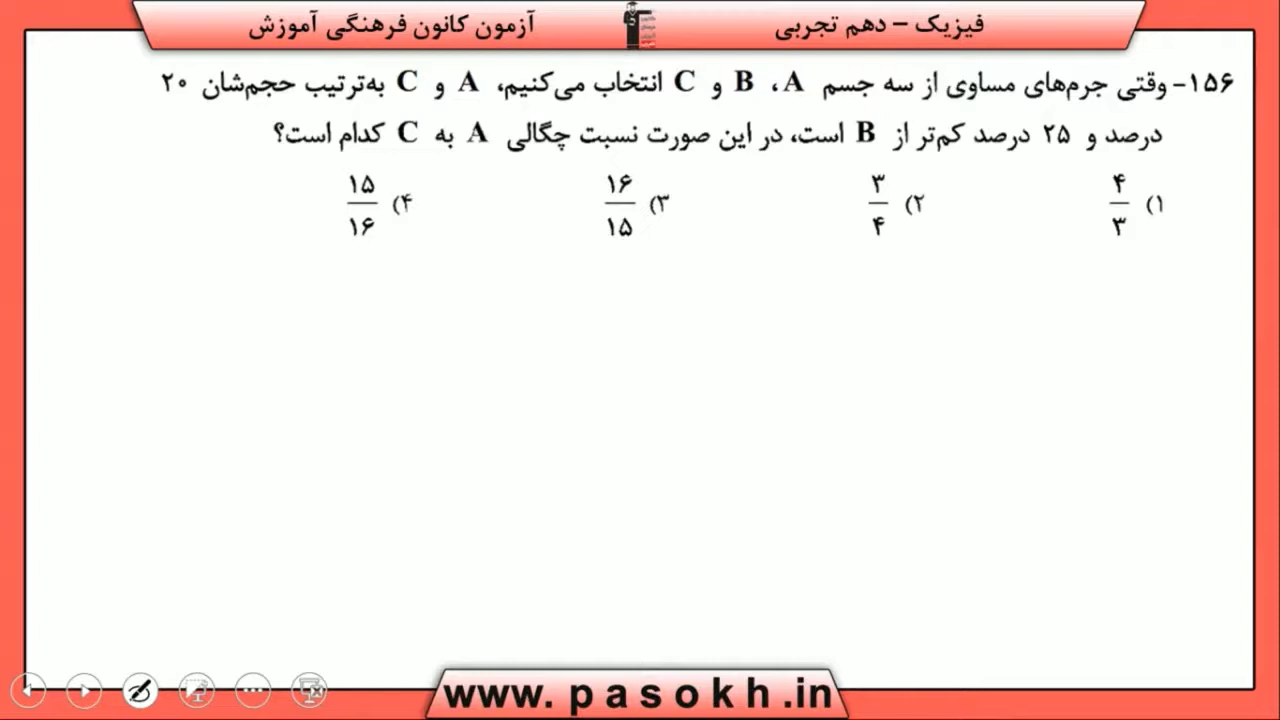 فیزیک – دهم تجربی
آزمون کانون فرهنگی آموزش
۱۵۶- وقتی جرم‌های مساوی از سه جسم A، B و C انتخاب می‌کنیم، A و C به‌ترتیب حجم‌شان ۲۰
درصد و ۲۵ درصد کم‌تر از B است، در این صورت نسبت چگالی A به C کدام است؟
۱) ۴/۳ ۲) ۳/۴ ۳) ۱۶/۱۵ ۴) ۱۵/۱۶
www. p a s o k h .in